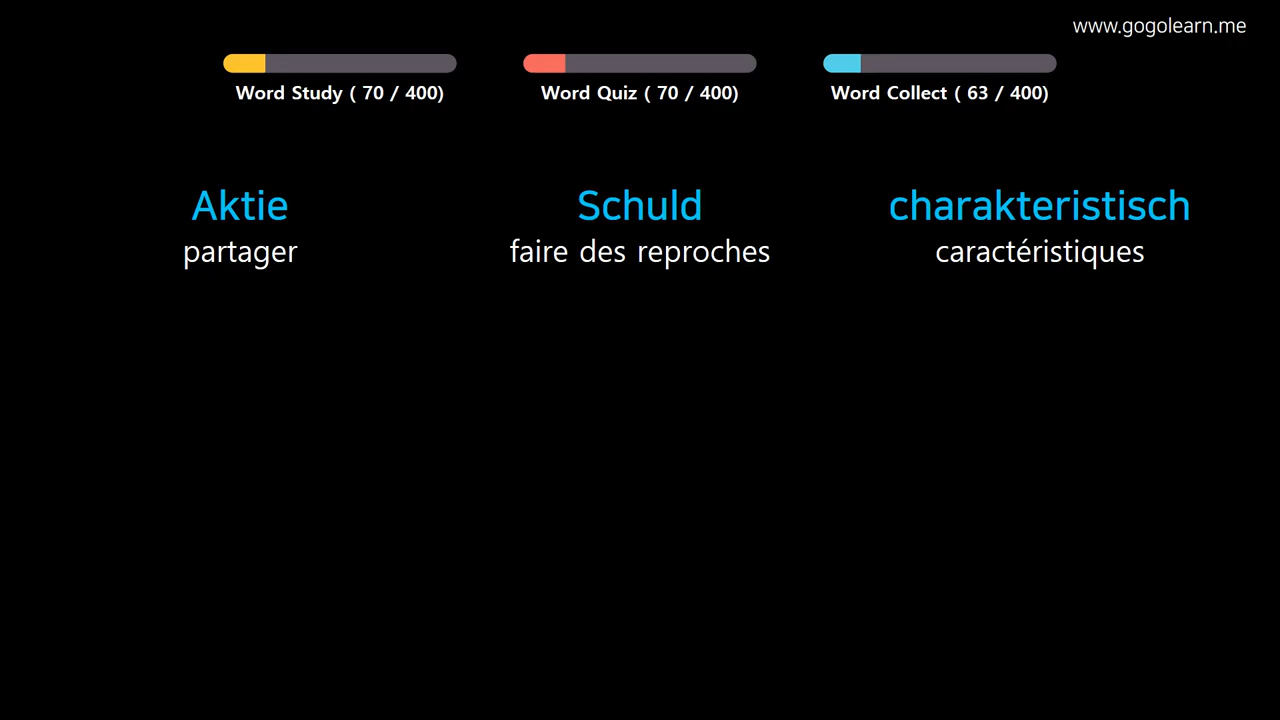 www.gogolearn.me
Word Study ( 70 / 400)
Word Quiz ( 70 / 400)
Word Collect ( 63 / 400)
Aktie
partager
Schuld
faire des reproches
charakteristisch
caractéristiques